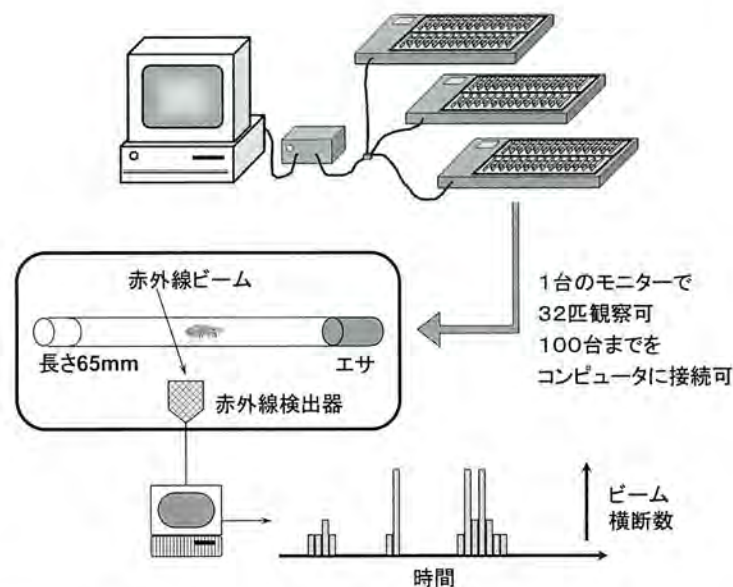 1台のモニターで
32匹観察可
100台までを
コンピュータに接続可
赤外線ビーム
長さ65mm
エサ
赤外線検出器
ビーム
横断数
時間